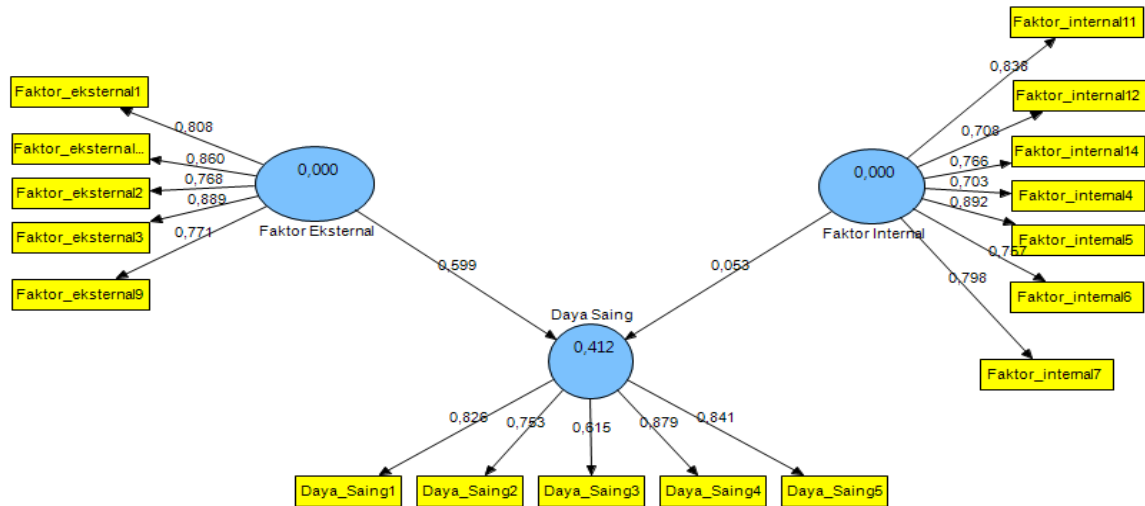 Faktor_eksternal1
Faktor_eksternal...
Faktor_eksternal2
Faktor_eksternal3
Faktor_eksternal9
0,808
0,860
0,768
0,889
0,771
0,000
Faktor Eksternal
0,599
Faktor_internal11
Faktor_internal12
Faktor_internal14
Faktor_internal4
Faktor_internal5
Faktor_internal6
Faktor_internal7
0,838
0,708
0,766
0,703
0,892
0,757
0,798
0,000
Faktor Internal
0,053
Daya Saing
0,412
0,826
0,753
0,615
0,879
0,841
Daya_Saing1
Daya_Saing2
Daya_Saing3
Daya_Saing4
Daya_Saing5